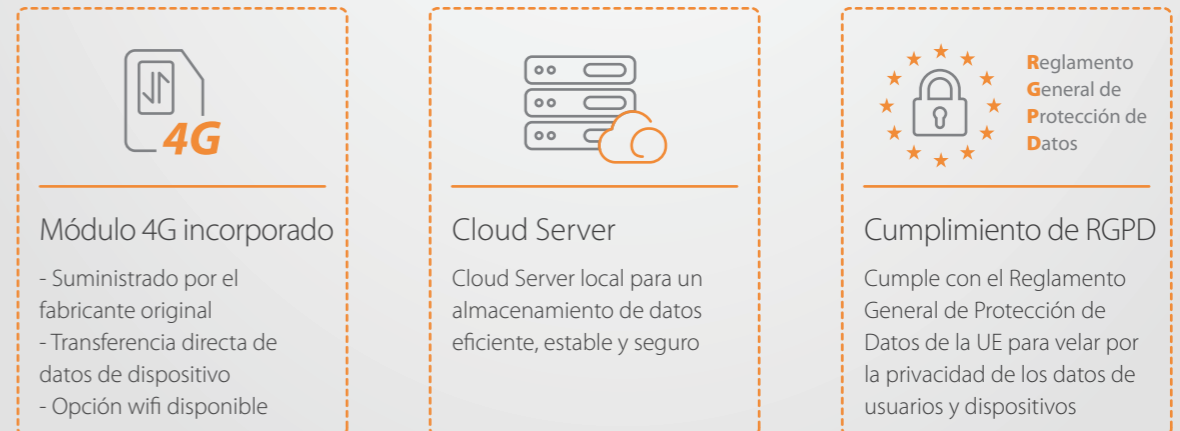 4G
Módulo 4G incorporado
- Suministrado por el
fabricante original
- Transferencia directa de
datos de dispositivo
- Opción wifi disponible
Cloud Server
Cloud Server local para un
almacenamiento de datos
eficiente, estable y seguro
Reglamento
General de
Protección de
Datos
Cumplimiento de RGPD
Cumple con el Reglamento
General de Protección de
Datos de la UE para velar por
la privacidad de los datos de
usuarios y dispositivos